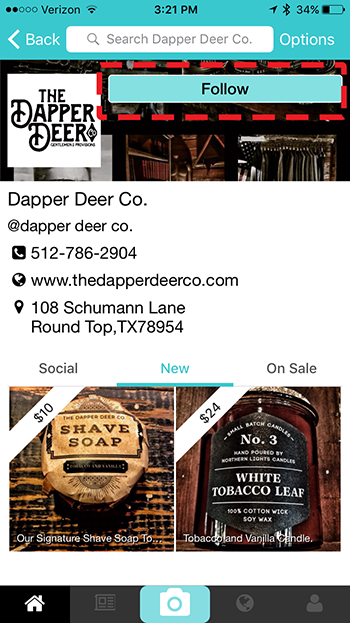 Verizon 3:21 PM 34%
Back Search Dapper Deer Co. Options
Follow
THE
DAPPER
DEER
GENTLEMEN'S PROVISIONS
Dapper Deer Co.
@dapper deer co.
512-786-2904
www.thedapperdeerco.com
108 Schumann Lane
Round Top,TX78954
Social New On Sale
$10
THE DAPPER DEER CO.
SHAVE
SOAP
TOBACCO AND VANILLA
Our Signature Shave Soap To...
$24
SMALL BATCH CANDLES
No. 3
HAND POURED BY
NORTHERN LIGHTS CANDLES
WHITE
TOBACCO LEAF
100% COTTON WICK
SOY WAX
Tobacco and Vanilla Candle.